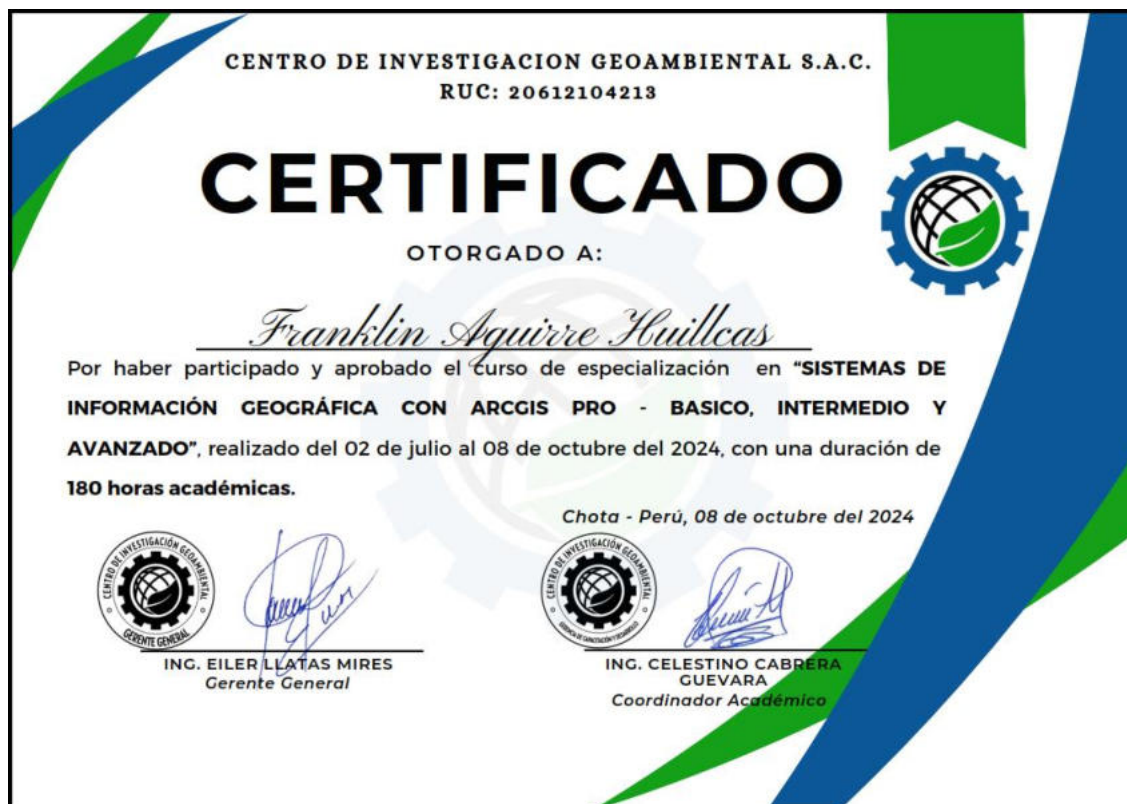 CENTRO DE INVESTIGACION GEOAMBIENTAL S.A.C.
RUC: 20612104213
CERTIFICADO
OTORGADO A:
Franklin Aguirre Huillcas
Por haber participado y aprobado el curso de especialización en “SISTEMAS DE
INFORMACIÓN GEOGRÁFICA CON ARCGIS PRO - BASICO, INTERMEDIO Y
AVANZADO”, realizado del 02 de julio al 08 de octubre del 2024, con una duración de
180 horas académicas.
Chota - Perú, 08 de octubre del 2024
CENTRO DE INVESTIGACIÓN GEOAMBIENTAL
GERENTE GENERAL
ING. EILER LLATAS MIRES
Gerente General
CENTRO DE INVESTIGACIÓN GEOAMBIENTAL
GERENCIA DE CAPACITACIÓN Y DESARROLLO
ING. CELESTINO CABRERA
GUEVARA
Coordinador Académico